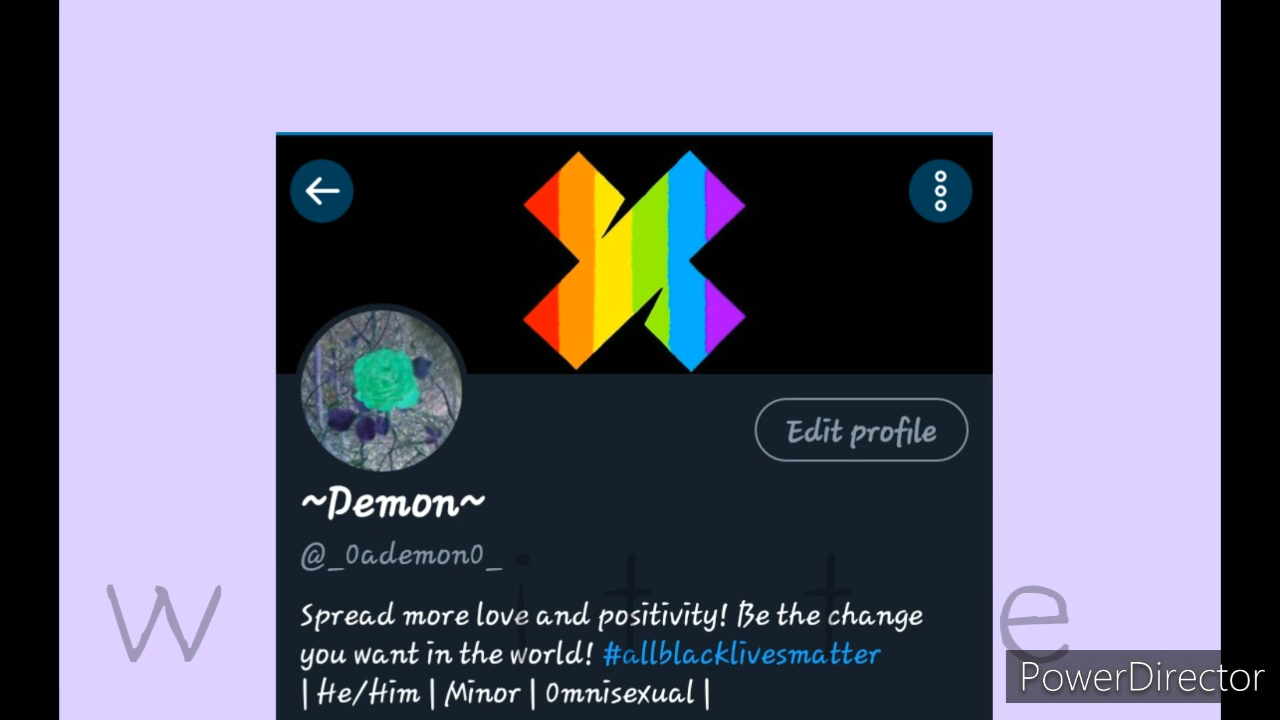 Edit profile
~Demon~
@_0ademon0_
Spread more love and positivity! Be the change
you want in the world! #allblacklivesmatter
| He/Him | Minor | Omnisexual |
w i t t e
PowerDirector